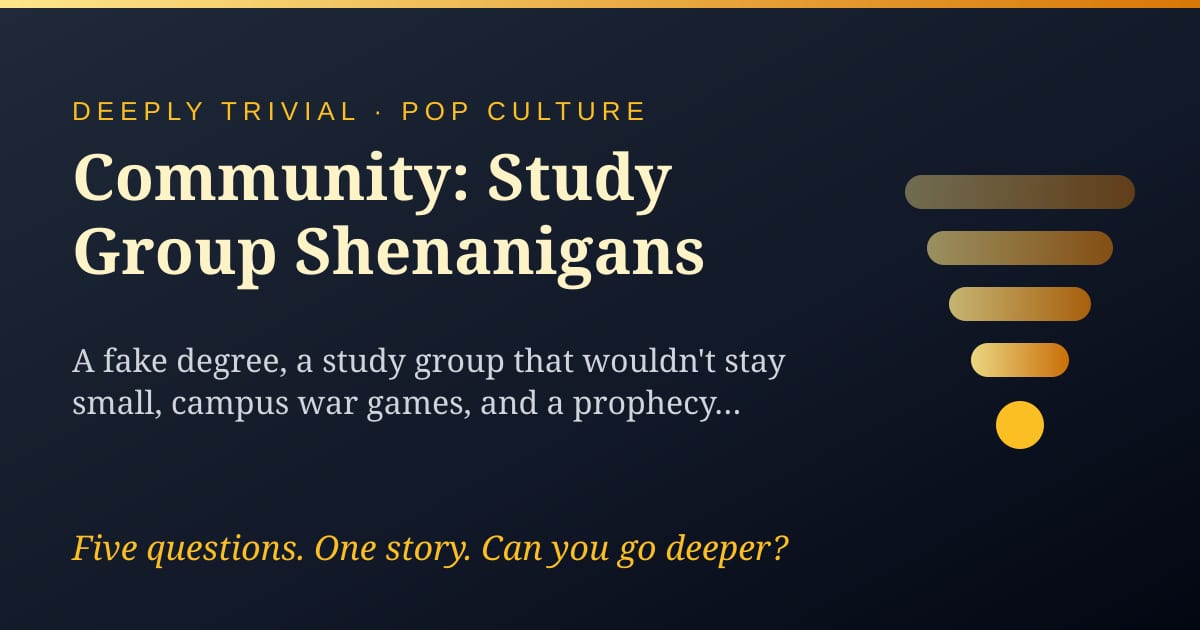 DEEPLY TRIVIAL · POP CULTURE
Community: Study
Group Shenanigans
A fake degree, a study group that wouldn't stay
small, campus war games, and a prophecy…
Five questions. One story. Can you go deeper?